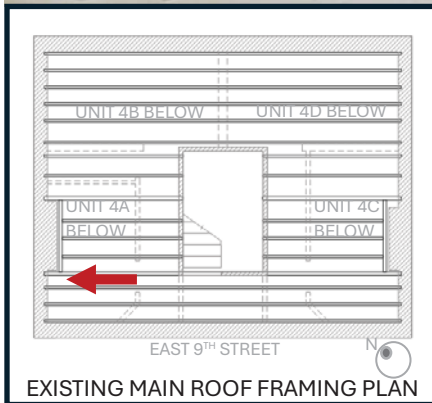 UNIT 4B BELOW
UNIT 4D BELOW
UNIT 4A
BELOW
UNIT 4C
BELOW
EAST 9TH STREET
N
EXISTING MAIN ROOF FRAMING PLAN